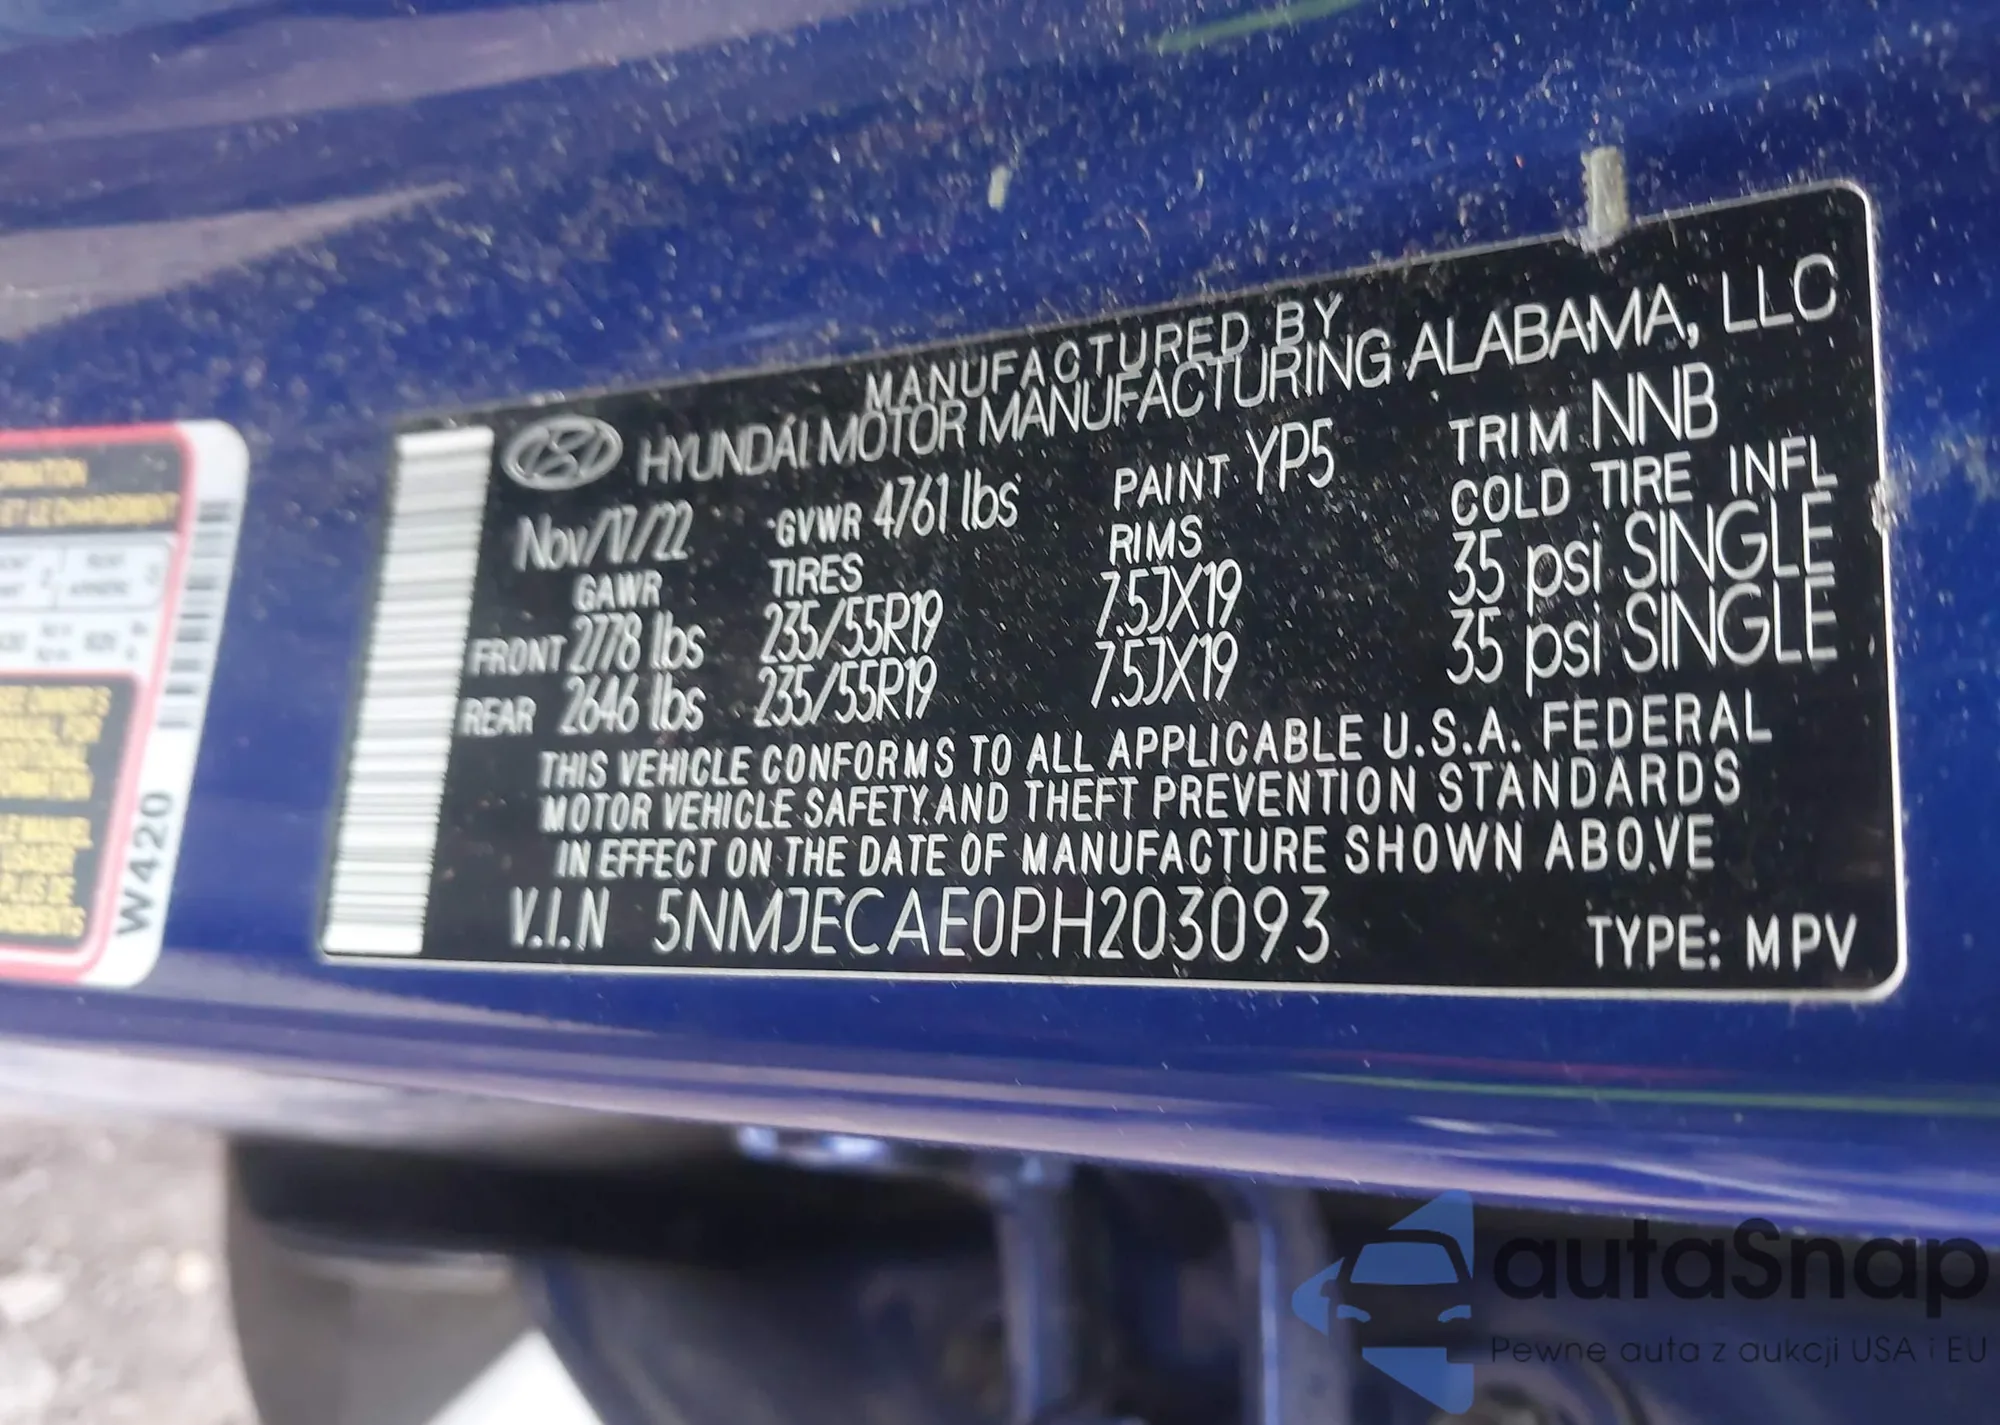 MANUFACTURED BY
HYUNDAI MOTOR MANUFACTURING ALABAMA, LLC
Nov/17/22 GVWR 4761 lbs PAINT YP5 TRIM NNB
GAWR TIRES RIMS COLD TIRE INFL
FRONT 2778 lbs 235/55R19 7.5JX19 35 psi SINGLE
REAR 2646 lbs 235/55R19 7.5JX19 35 psi SINGLE
THIS VEHICLE CONFORMS TO ALL APPLICABLE U.S.A. FEDERAL
MOTOR VEHICLE SAFETY AND THEFT PREVENTION STANDARDS
IN EFFECT ON THE DATE OF MANUFACTURE SHOWN ABOVE
V.I.N 5NMJECAE0PH203093 TYPE: MPV
ET LE CHARGEMENT
W420
autaSnap
Pewne auta z aukcji USA i EU